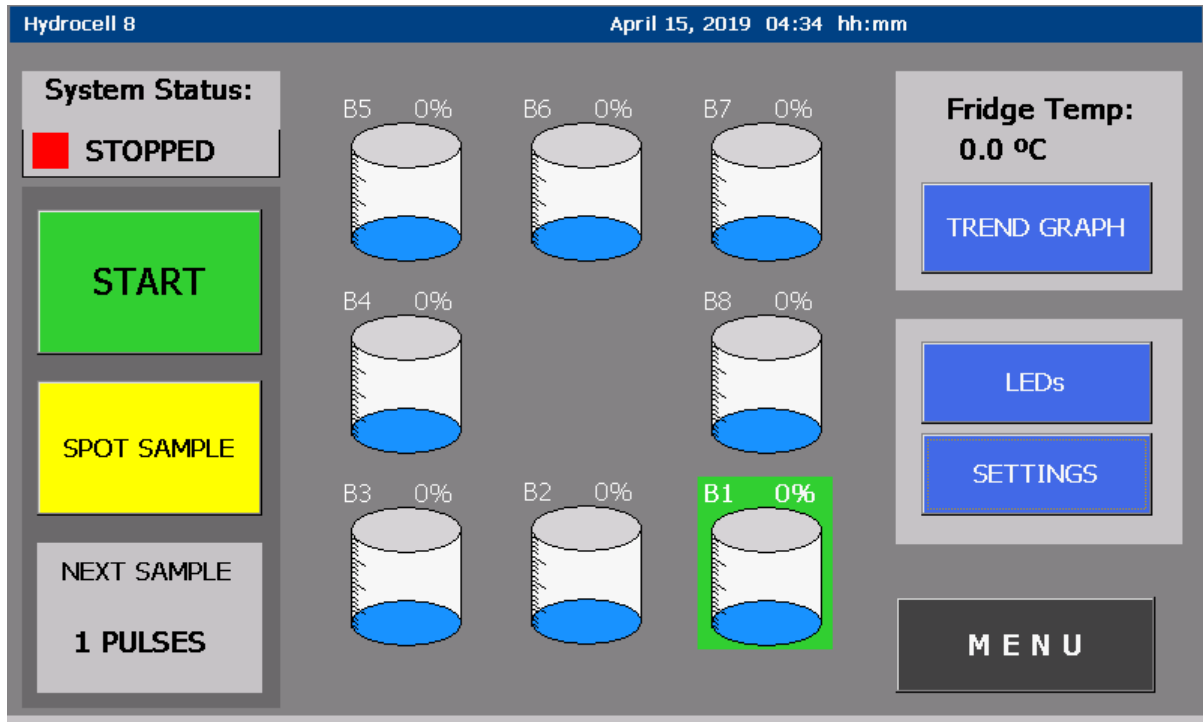 Hydrocell 8 April 15, 2019 04:34 hh:mm
System Status:
STOPPED
START
SPOT SAMPLE
NEXT SAMPLE
1 PULSES
B5 0% B6 0% B7 0%
B4 0% B8 0%
B3 0% B2 0% B1 0%
Fridge Temp:
0.0 ºC
TREND GRAPH
LEDs
SETTINGS
M E N U